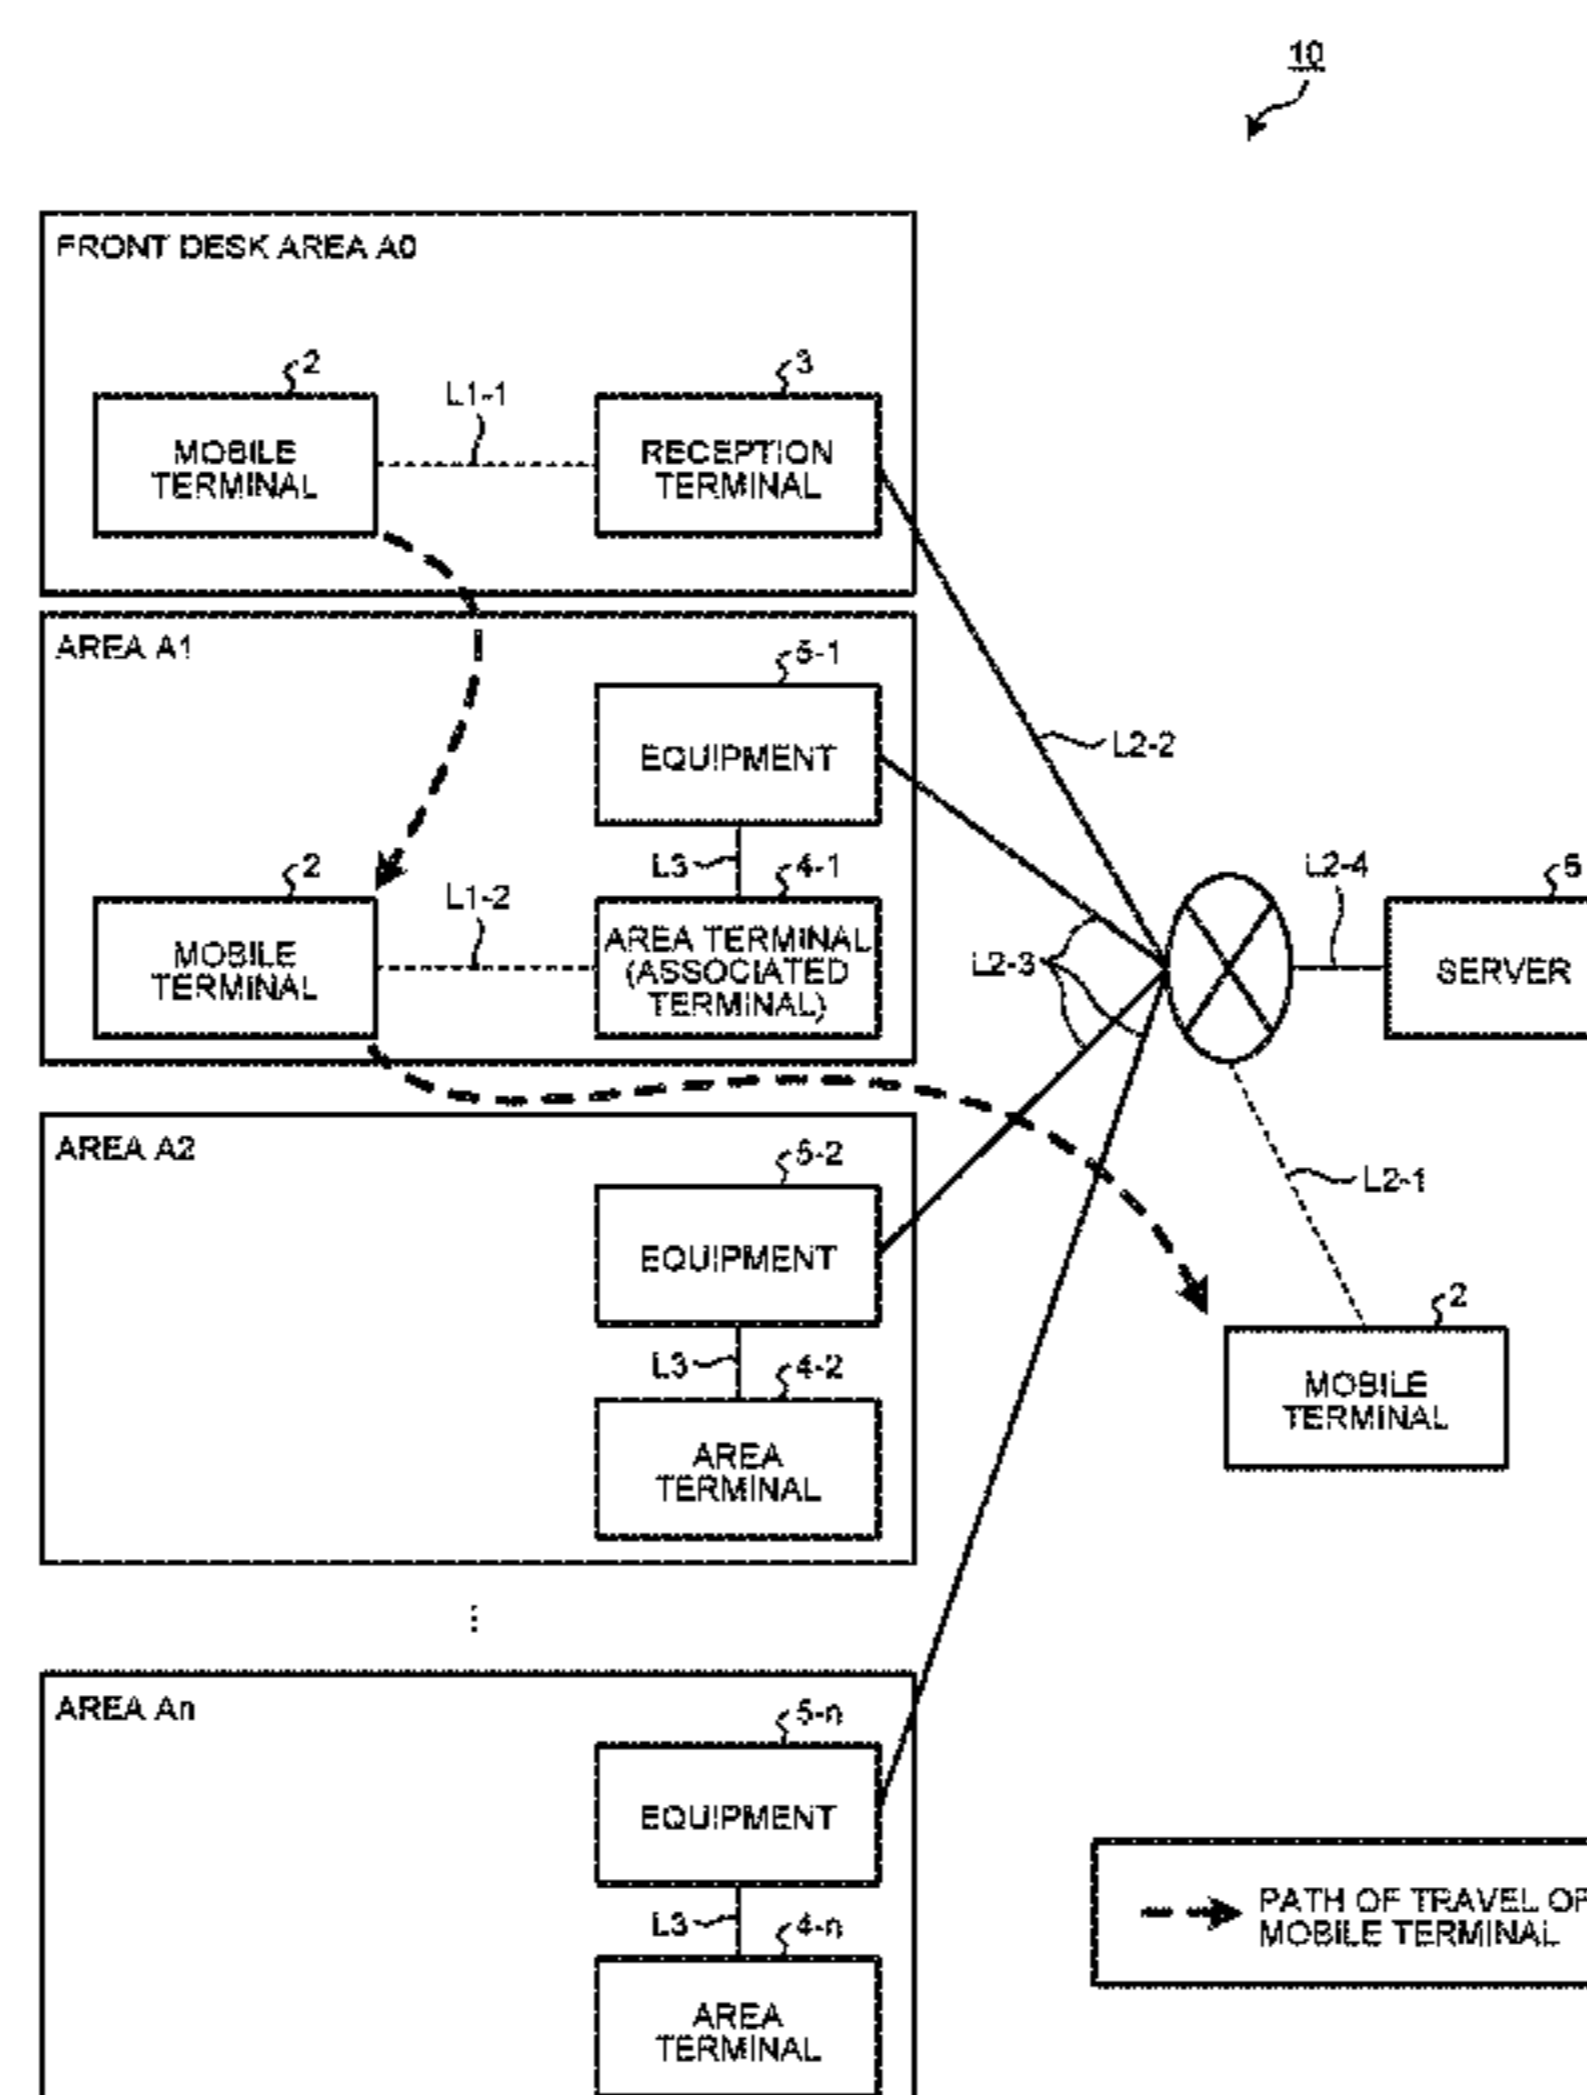 10
FRONT DESK AREA A0
2
L1-1
3
MOBILE
TERMINAL
RECEPTION
TERMINAL
AREA A1
5-1
EQUIPMENT
L2-2
L3
4-1
2
L1-2
MOBILE
TERMINAL
AREA TERMINAL
(ASSOCIATED
TERMINAL)
L2-3
L2-4
5
SERVER
AREA A2
5-2
EQUIPMENT
L2-1
L3
4-2
AREA
TERMINAL
2
MOBILE
TERMINAL
⋮
AREA An
5-n
EQUIPMENT
L3
4-n
AREA
TERMINAL
PATH OF TRAVEL OF
MOBILE TERMINAL